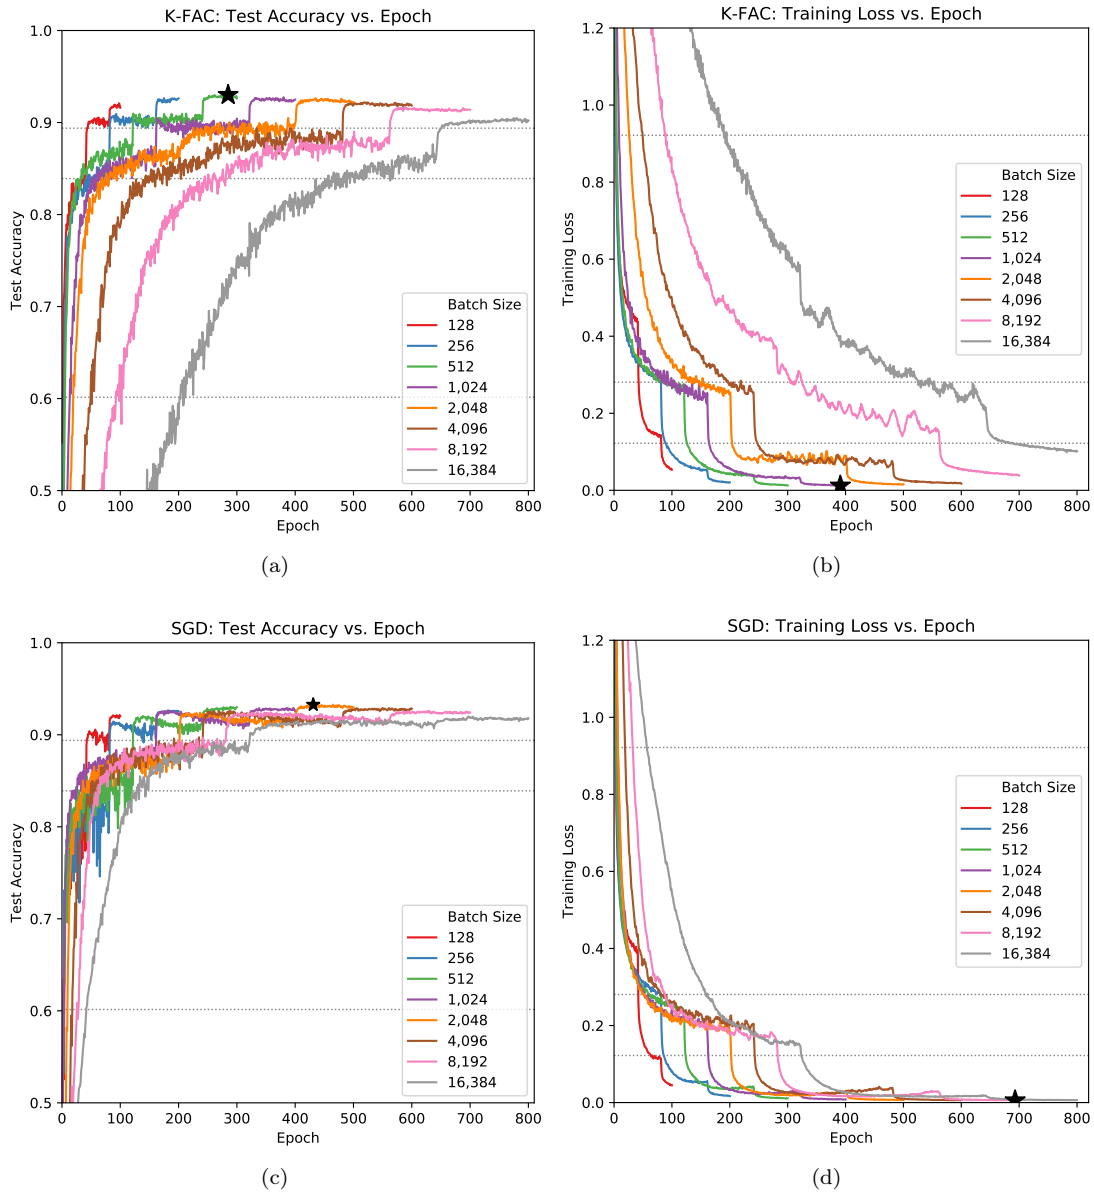 K-FAC: Test Accuracy vs. Epoch
1.0
0.9
0.8
0.7
0.6
0.5
Test Accuracy
0 100 200 300 400 500 600 700 800
Epoch
Batch Size
128
256
512
1,024
2,048
4,096
8,192
16,384
(a)
K-FAC: Training Loss vs. Epoch
1.2
1.0
0.8
0.6
0.4
0.2
0.0
Training Loss
0 100 200 300 400 500 600 700 800
Epoch
Batch Size
128
256
512
1,024
2,048
4,096
8,192
16,384
(b)
SGD: Test Accuracy vs. Epoch
1.0
0.9
0.8
0.7
0.6
0.5
Test Accuracy
0 100 200 300 400 500 600 700 800
Epoch
Batch Size
128
256
512
1,024
2,048
4,096
8,192
16,384
(c)
SGD: Training Loss vs. Epoch
1.2
1.0
0.8
0.6
0.4
0.2
0.0
Training Loss
0 100 200 300 400 500 600 700 800
Epoch
Batch Size
128
256
512
1,024
2,048
4,096
8,192
16,384
(d)